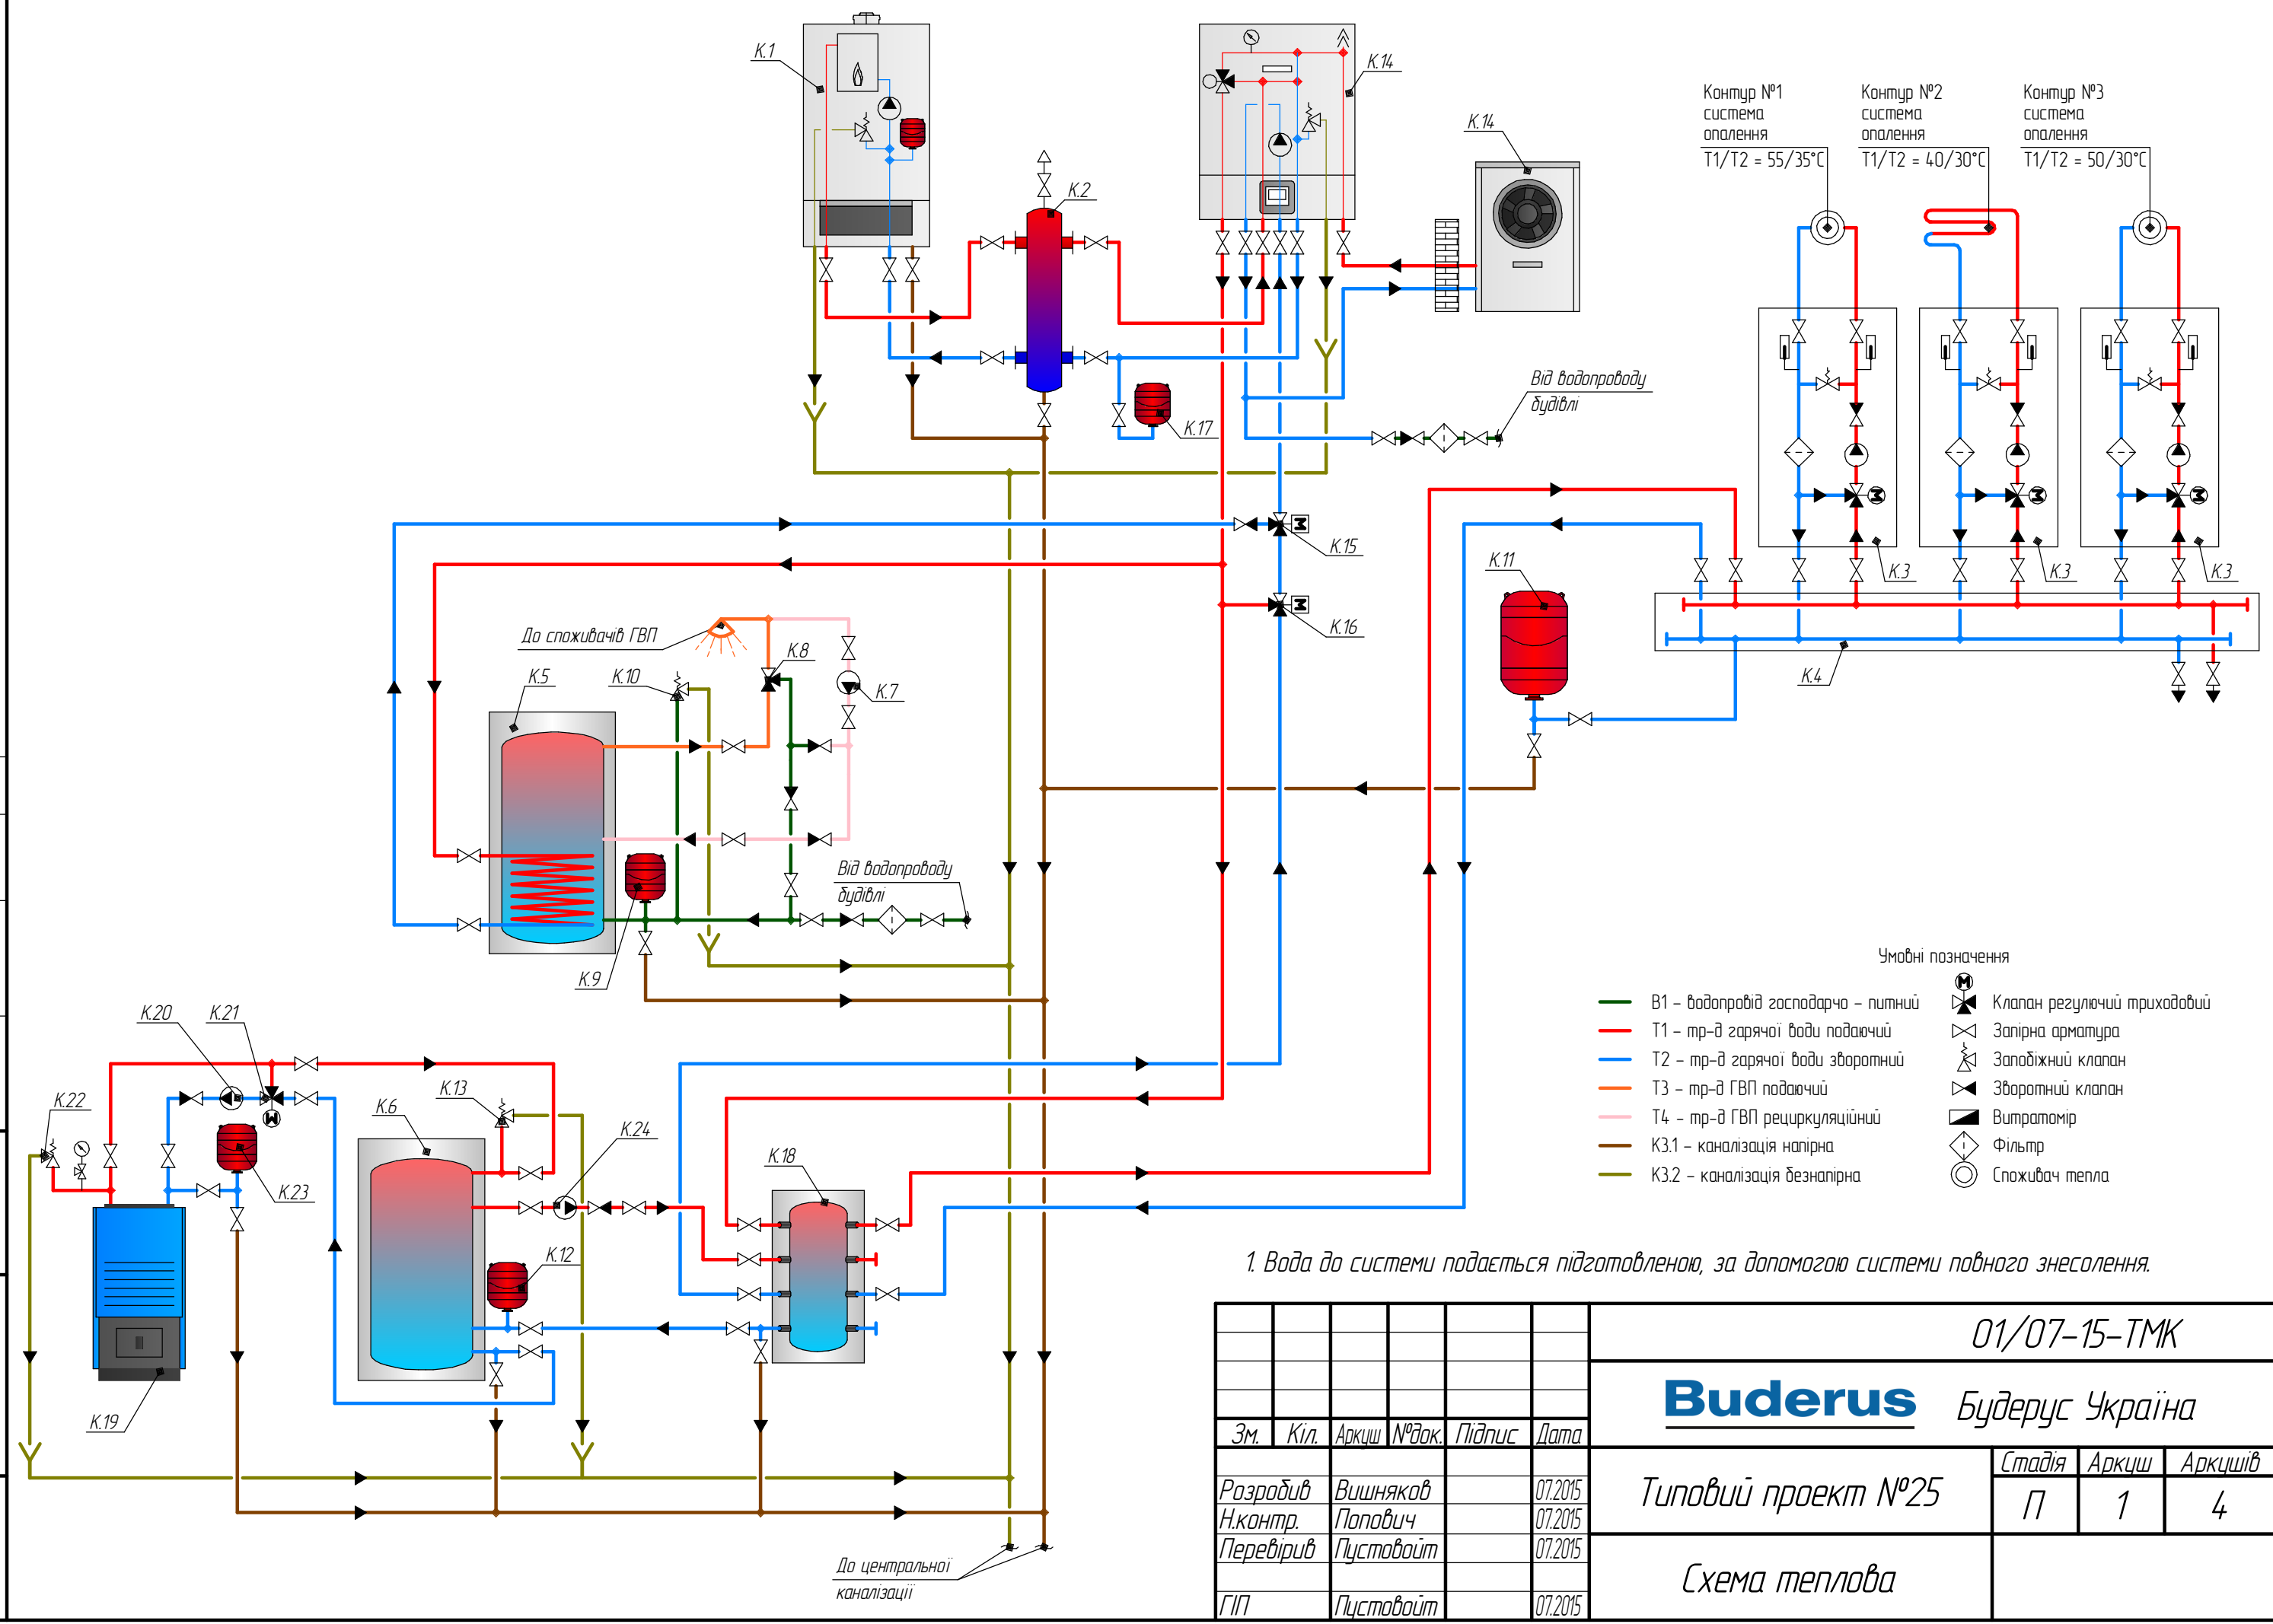 К.1
К.14
К.14
К.2
К.17
Контур №1
система
опалення
Т1/Т2 = 55/35°С
Контур №2
система
опалення
Т1/Т2 = 40/30°С
Контур №3
система
опалення
Т1/Т2 = 50/30°С
Від водопроводу
будівлі
М
М
М
К.3
К.3
К.3
М
К.15
М
К.16
К.11
К.4
До споживачів ГВП
К.5
К.10
К.8
К.7
Від водопроводу
будівлі
К.9
К.20
К.21
К.22
М
К.23
К.19
К.6
К.13
К.24
К.12
К.18
До центральної
каналізації
Умовні позначення
В1 - водопровід господарчо - питний
Т1 - тр-д гарячої води подаючий
Т2 - тр-д гарячої води зворотний
Т3 - тр-д ГВП подаючий
Т4 - тр-д ГВП рециркуляційний
К3.1 - каналізація напірна
К3.2 - каналізація безнапірна
М
Клапан регулючий триходовий
Запірна арматура
Запобіжний клапан
Зворотний клапан
Витратомір
Фільтр
Споживач тепла
1. Вода до системи подається підготовленою, за допомогою системи повного знесолення.
01/07-15-ТМК
Buderus Будерус Україна
Зм. Кіл. Аркуш №док. Підпис Дата
Розробив Вишняков 07.2015
Н.контр. Попович 07.2015
Перевірив Пустовойт 07.2015
ГІП Пустовойт 07.2015
Типовий проект №25
Стадія Аркуш Аркушів
П 1 4
Схема теплова